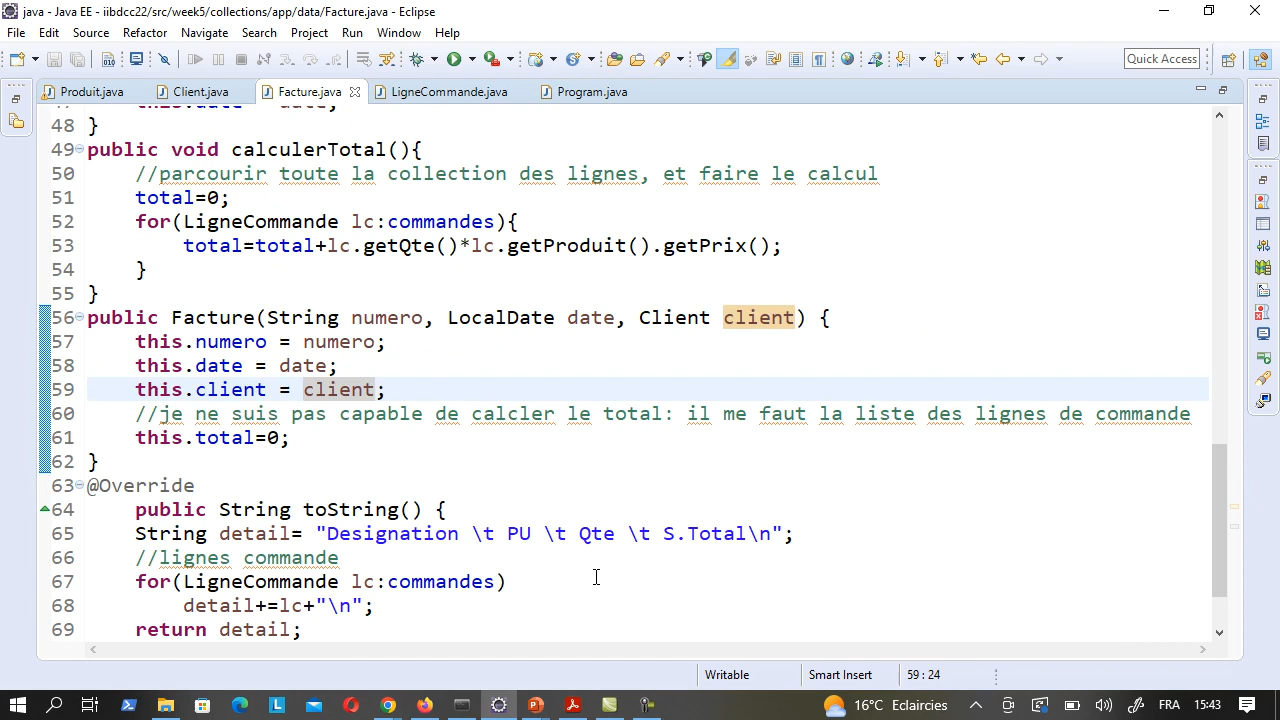 java - Java EE - iibdcc22/src/week5/collections/app/data/Facture.java - Eclipse
File Edit Source Refactor Navigate Search Project Run Window Help
Quick Access
Produit.java Client.java Facture.java LigneCommande.java Program.java
this.date = date;
48 }
49 public void calculerTotal(){
50 //parcourir toute la collection des lignes, et faire le calcul
51 total=0;
52 for(LigneCommande lc:commandes){
53 total=total+lc.getQte()*lc.getProduit().getPrix();
54 }
55 }
56 public Facture(String numero, LocalDate date, Client client) {
57 this.numero = numero;
58 this.date = date;
59 this.client = client;
60 //je ne suis pas capable de calcler le total: il me faut la liste des lignes de commande
61 this.total=0;
62 }
63 @Override
64 public String toString() {
65 String detail= "Designation \t PU \t Qte \t S.Total\n";
66 //lignes commande
67 for(LigneCommande lc:commandes)
68 detail+=lc+"\n";
69 return detail;
Writable Smart Insert 59 : 24
16°C Eclaircies FRA 15:43